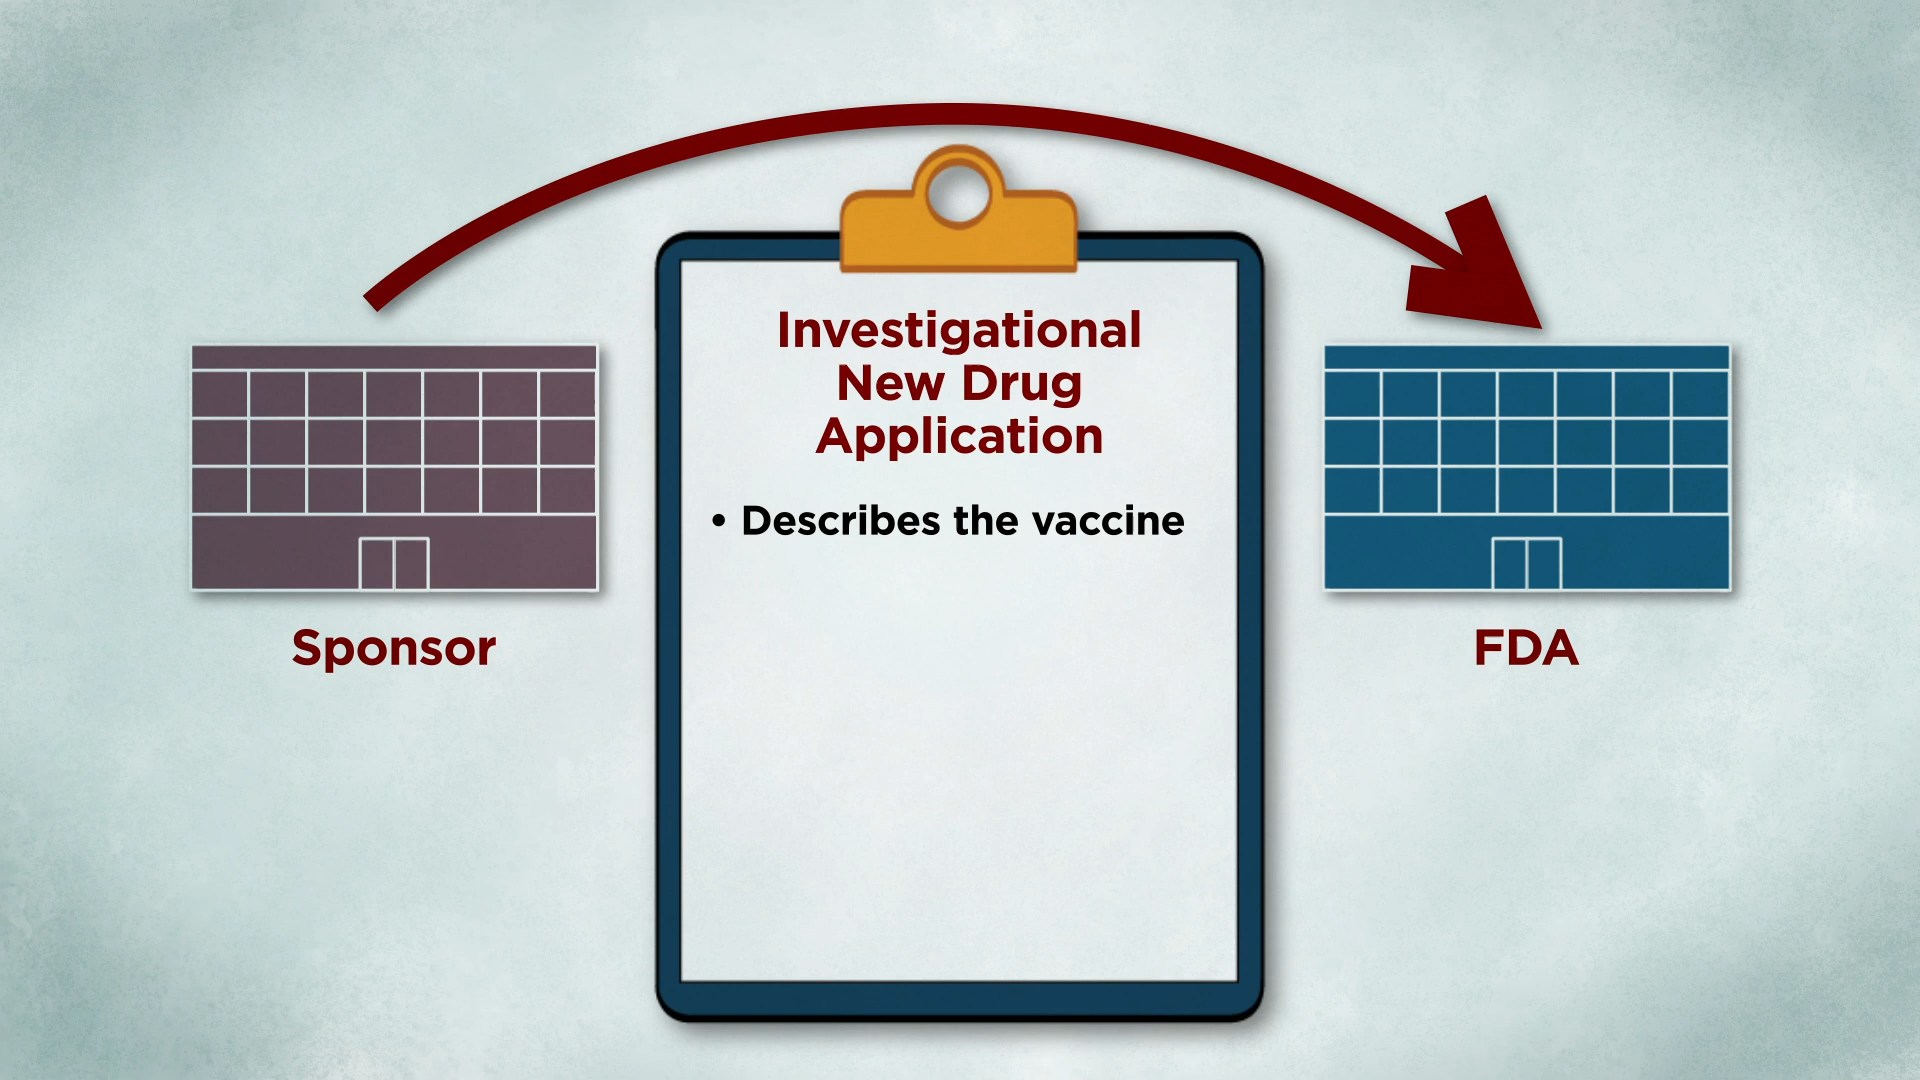 Investigational
New Drug
Application
• Describes the vaccine
Sponsor
FDA